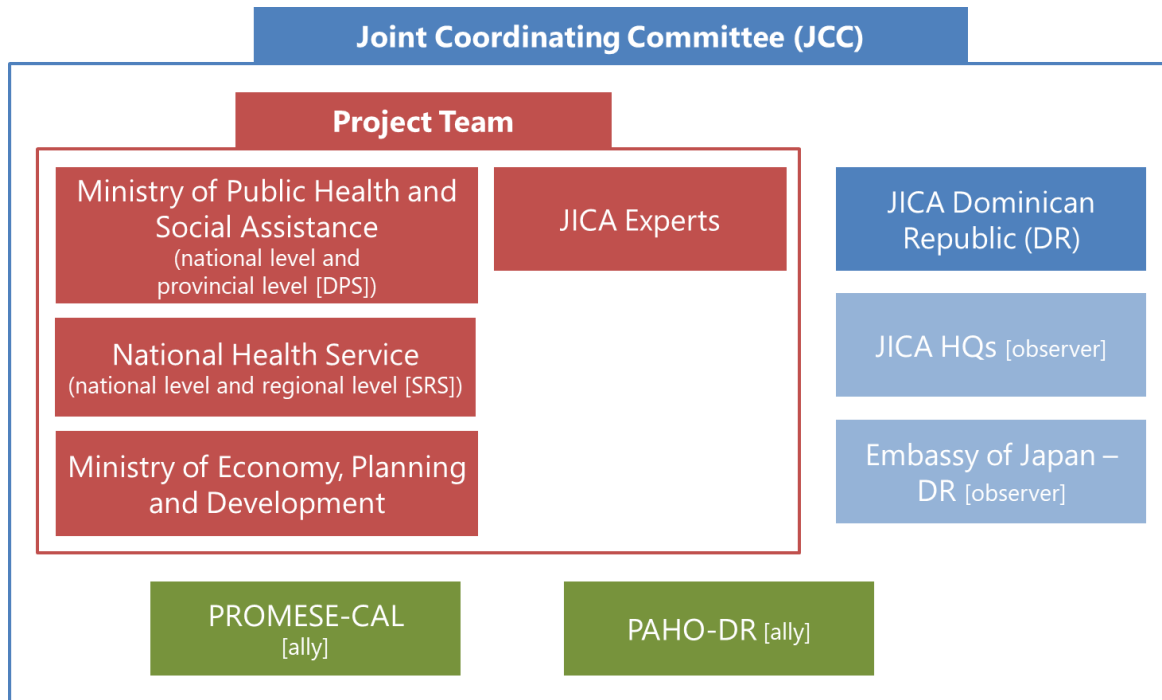 Joint Coordinating Committee (JCC)
Project Team
Ministry of Public Health and
Social Assistance
(national level and
provincial level [DPS])
JICA Experts
National Health Service
(national level and regional level [SRS])
Ministry of Economy, Planning
and Development
JICA Dominican
Republic (DR)
JICA HQs [observer]
Embassy of Japan –
DR [observer]
PROMESE-CAL
[ally]
PAHO-DR [ally]